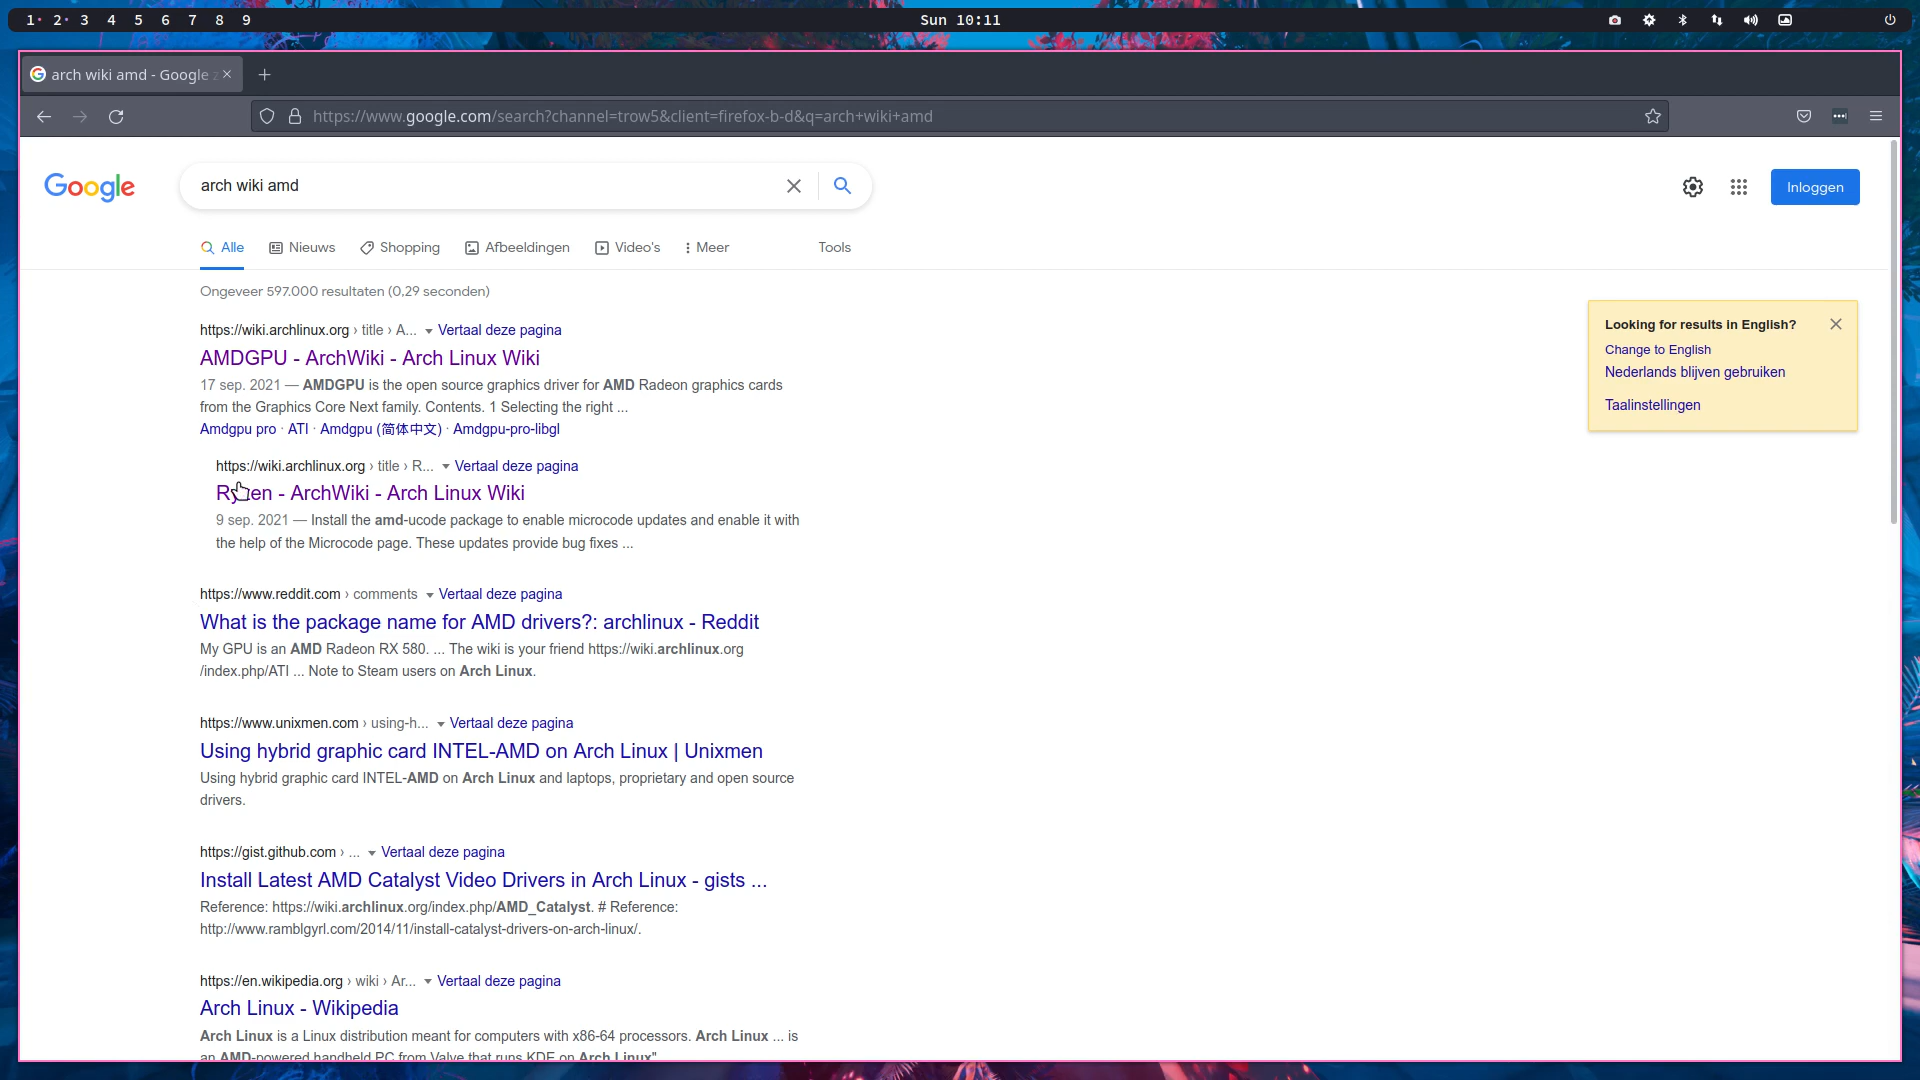 1 2 3 4 5 6 7 8 9
Sun 10:11
arch wiki amd - Google
https://www.google.com/search?channel=trow5&client=firefox-b-d&q=arch+wiki+amd
Google
arch wiki amd
Inloggen
Alle
Nieuws
Shopping
Afbeeldingen
Video's
Meer
Tools
Ongeveer 597.000 resultaten (0,29 seconden)
https://wiki.archlinux.org › title › A... Vertaal deze pagina
AMDGPU - ArchWiki - Arch Linux Wiki
17 sep. 2021 — AMDGPU is the open source graphics driver for AMD Radeon graphics cards
from the Graphics Core Next family. Contents. 1 Selecting the right ...
Amdgpu pro · ATI · Amdgpu (简体中文) · Amdgpu-pro-libgl
https://wiki.archlinux.org › title › R... Vertaal deze pagina
Ryzen - ArchWiki - Arch Linux Wiki
9 sep. 2021 — Install the amd-ucode package to enable microcode updates and enable it with
the help of the Microcode page. These updates provide bug fixes ...
https://www.reddit.com › comments Vertaal deze pagina
What is the package name for AMD drivers?: archlinux - Reddit
My GPU is an AMD Radeon RX 580. ... The wiki is your friend https://wiki.archlinux.org
/index.php/ATI ... Note to Steam users on Arch Linux.
https://www.unixmen.com › using-h... Vertaal deze pagina
Using hybrid graphic card INTEL-AMD on Arch Linux | Unixmen
Using hybrid graphic card INTEL-AMD on Arch Linux and laptops, proprietary and open source
drivers.
https://gist.github.com › ... Vertaal deze pagina
Install Latest AMD Catalyst Video Drivers in Arch Linux - gists ...
Reference: https://wiki.archlinux.org/index.php/AMD_Catalyst. # Reference:
http://www.ramblgyrl.com/2014/11/install-catalyst-drivers-on-arch-linux/.
https://en.wikipedia.org › wiki › Ar... Vertaal deze pagina
Arch Linux - Wikipedia
Arch Linux is a Linux distribution meant for computers with x86-64 processors. Arch Linux ... is
an AMD-powered handheld PC from Valve that runs KDE on Arch Linux"
Looking for results in English?
Change to English
Nederlands blijven gebruiken
Taalinstellingen